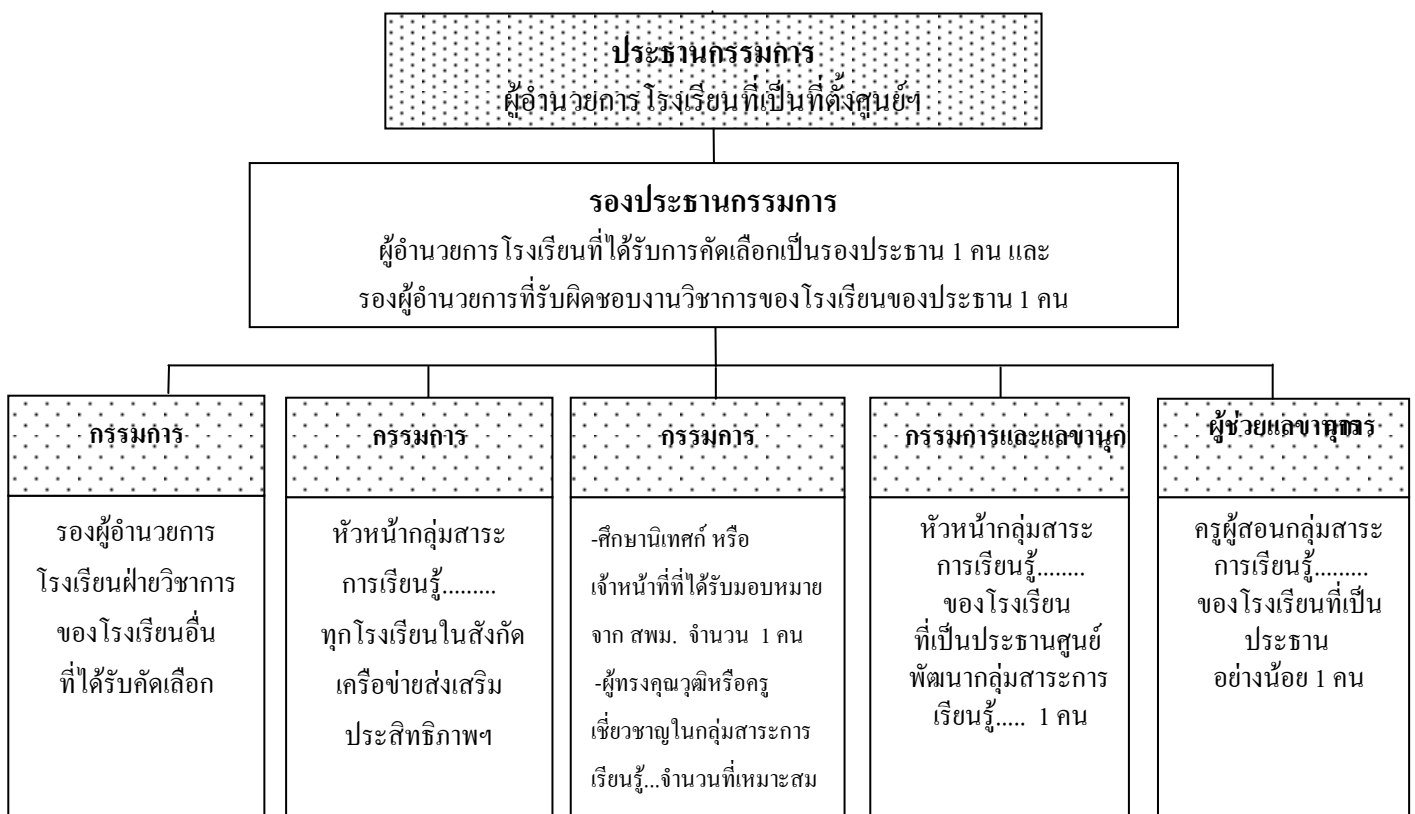 ประธานกรรมการ
ผู้อำนวยการโรงเรียนที่เป็นที่ตั้งศูนย์ฯ
รองประธานกรรมการ
ผู้อำนวยการโรงเรียนที่ได้รับการคัดเลือกเป็นรองประธาน 1 คน และ
รองผู้อำนวยการที่รับผิดชอบงานวิชาการของโรงเรียนของประธาน 1 คน
กรรมการ
รองผู้อำนวยการ
โรงเรียนฝ่ายวิชาการ
ของโรงเรียนอื่น
ที่ได้รับคัดเลือก
กรรมการ
หัวหน้ากลุ่มสาระ
การเรียนรู้.........
ทุกโรงเรียนในสังกัด
เครือข่ายส่งเสริม
ประสิทธิภาพฯ
กรรมการ
-ศึกษานิเทศก์ หรือ
เจ้าหน้าที่ที่ได้รับมอบหมาย
จาก สพม. จำนวน 1 คน
-ผู้ทรงคุณวุฒิหรือครู
เชี่ยวชาญในกลุ่มสาระการ
เรียนรู้...จำนวนที่เหมาะสม
กรรมการและเลขานุก
หัวหน้ากลุ่มสาระ
การเรียนรู้........
ของโรงเรียน
ที่เป็นประธานศูนย์
พัฒนากลุ่มสาระการ
เรียนรู้..... 1 คน
ครูผู้สอนกลุ่มสาระ
การเรียนรู้.........
ของโรงเรียนที่เป็น
ประธาน
อย่างน้อย 1 คน